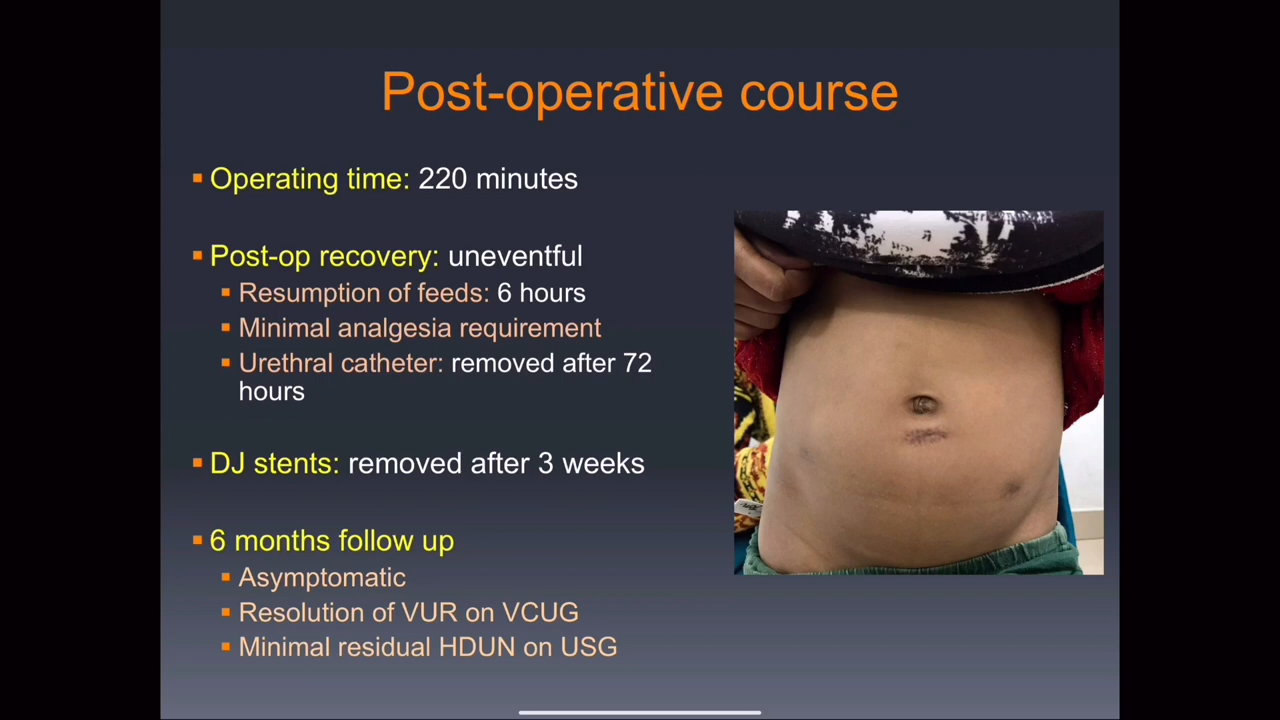 Post-operative course
Operating time: 220 minutes
Post-op recovery: uneventful
Resumption of feeds: 6 hours
Minimal analgesia requirement
Urethral catheter: removed after 72
hours
DJ stents: removed after 3 weeks
6 months follow up
Asymptomatic
Resolution of VUR on VCUG
Minimal residual HDUN on USG